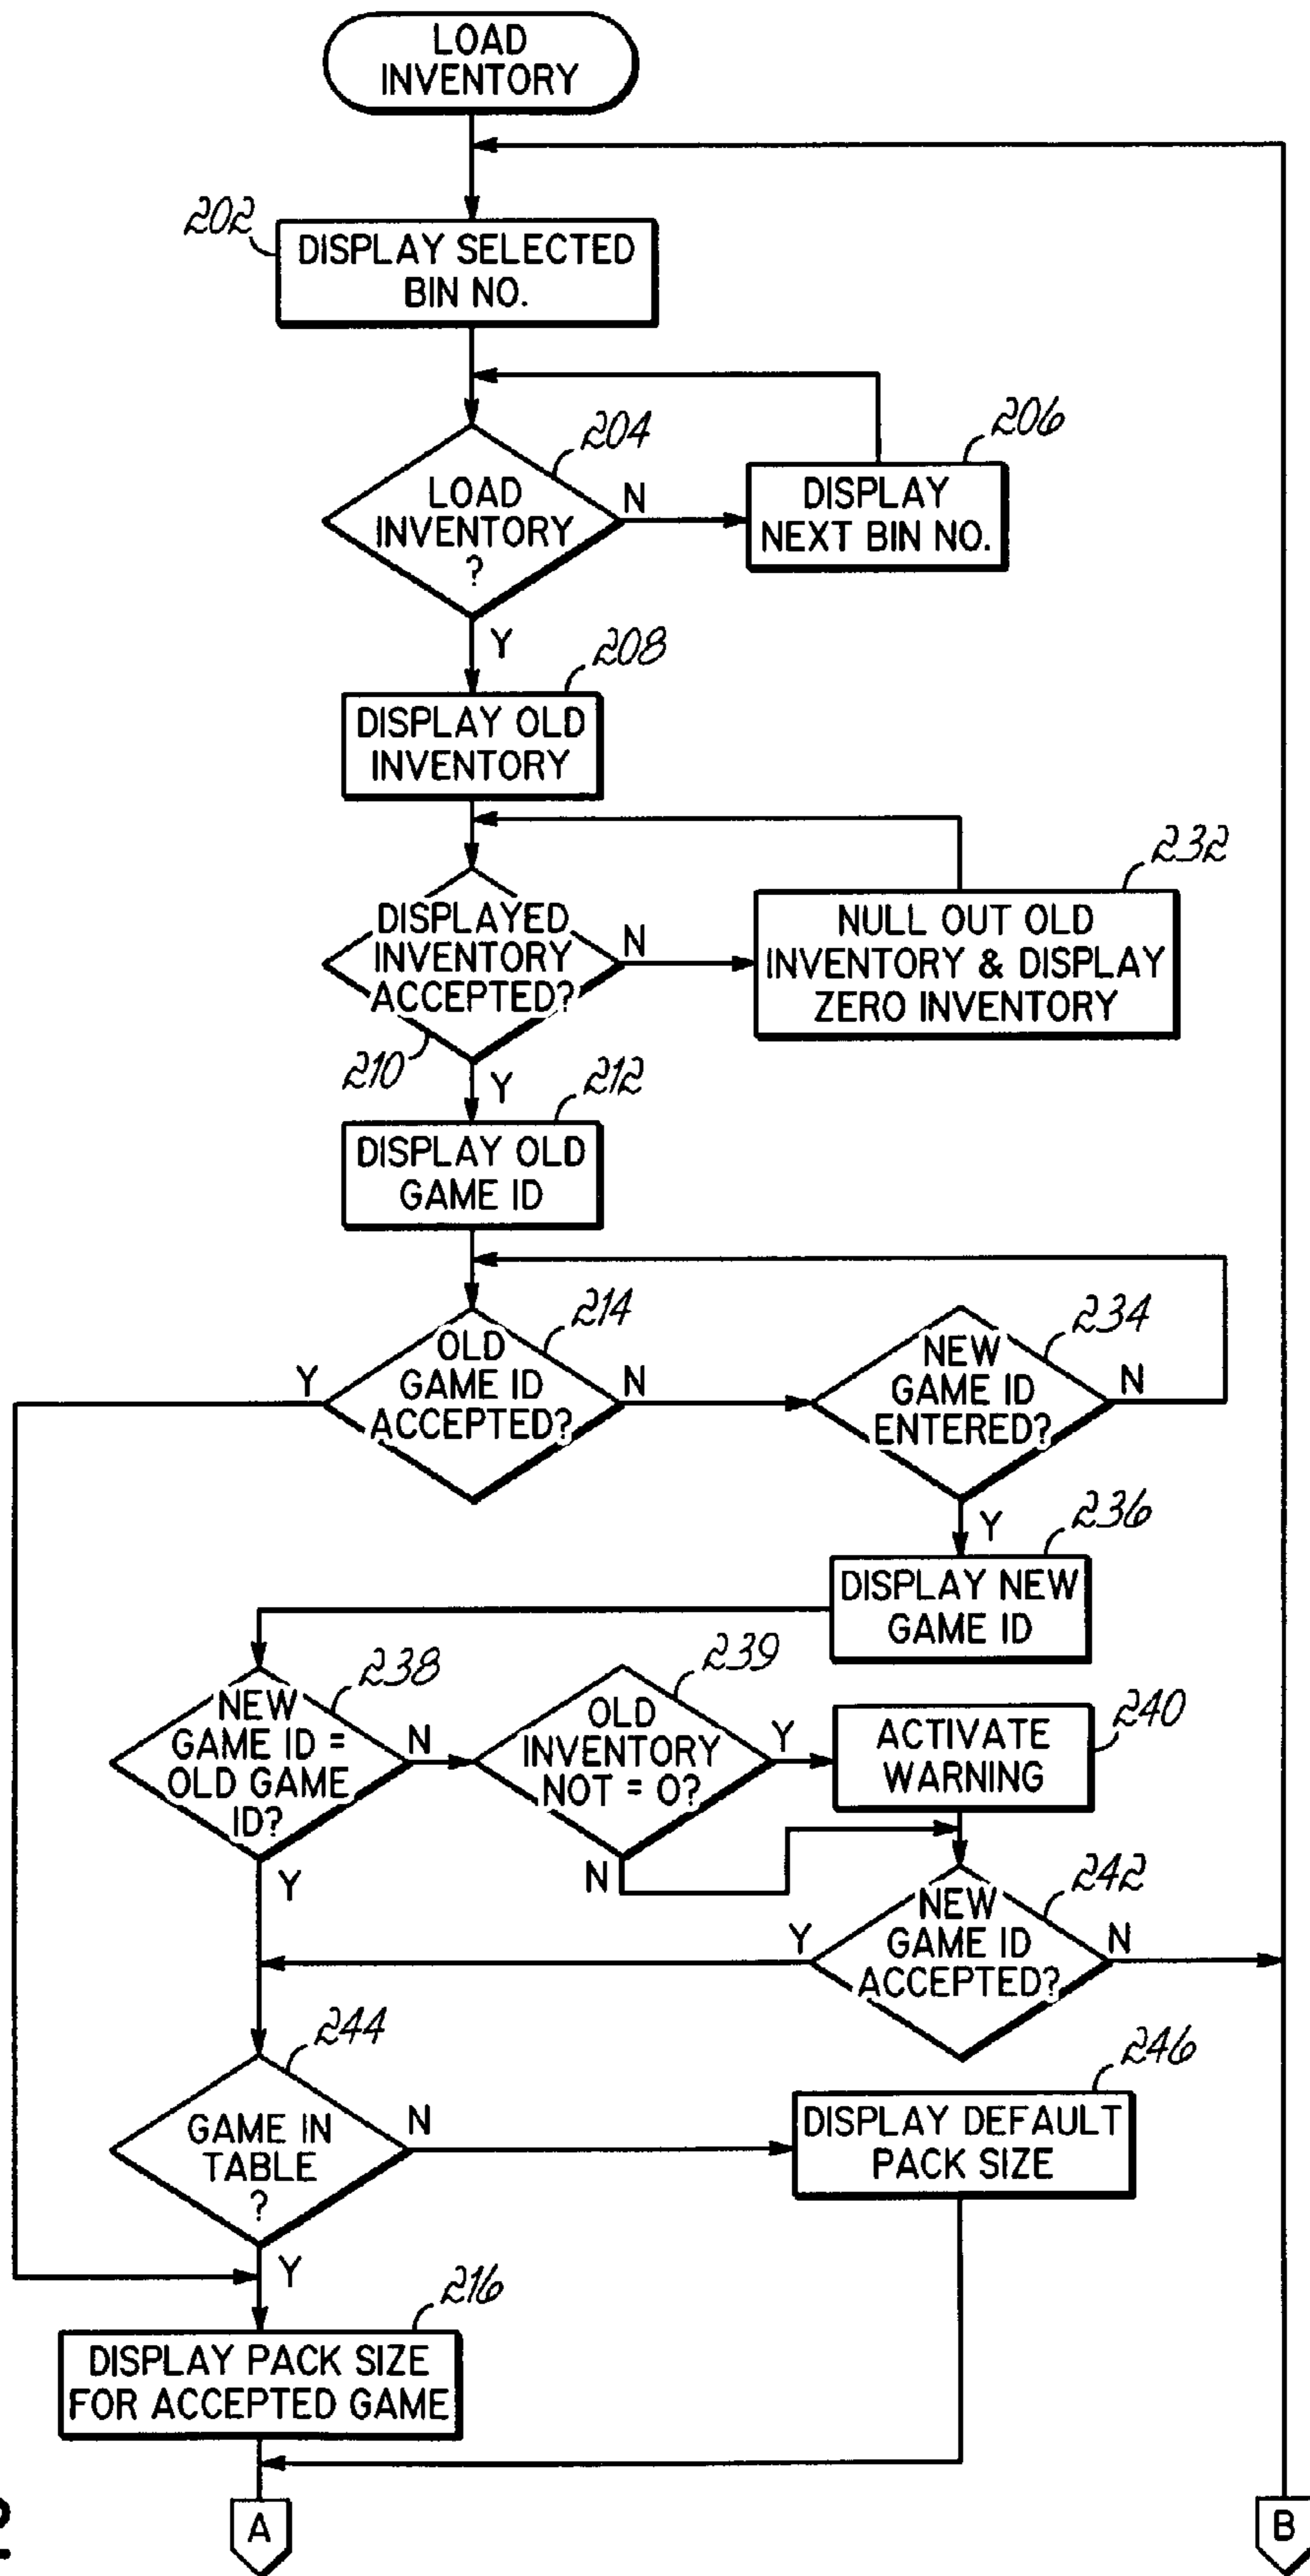 LOAD
INVENTORY
202
DISPLAY SELECTED
BIN NO.
204
206
LOAD
INVENTORY
?
N
DISPLAY
NEXT BIN NO.
Y
208
DISPLAY OLD
INVENTORY
232
DISPLAYED
INVENTORY
ACCEPTED?
N
NULL OUT OLD
INVENTORY & DISPLAY
ZERO INVENTORY
210
Y
212
DISPLAY OLD
GAME ID
214
234
Y
OLD
GAME ID
ACCEPTED?
N
NEW
GAME ID
ENTERED?
N
Y
236
DISPLAY NEW
GAME ID
238
239
240
NEW
GAME ID =
OLD GAME
ID?
N
OLD
INVENTORY
NOT = 0?
Y
ACTIVATE
WARNING
Y
N
242
Y
NEW
GAME ID
ACCEPTED?
N
244
246
GAME IN
TABLE
?
N
DISPLAY DEFAULT
PACK SIZE
Y
216
DISPLAY PACK SIZE
FOR ACCEPTED GAME
A
B